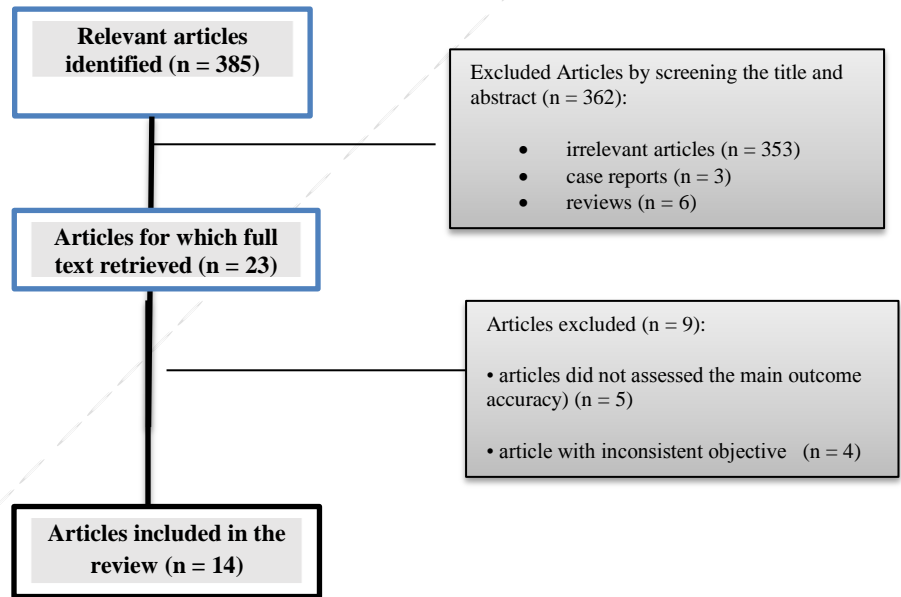 Relevant articles
identified (n = 385)
Excluded Articles by screening the title and
abstract (n = 362):
• irrelevant articles (n = 353)
• case reports (n = 3)
• reviews (n = 6)
Articles for which full
text retrieved (n = 23)
Articles excluded (n = 9):
• articles did not assessed the main outcome
accuracy) (n = 5)
• article with inconsistent objective (n = 4)
Articles included in the
review (n = 14)